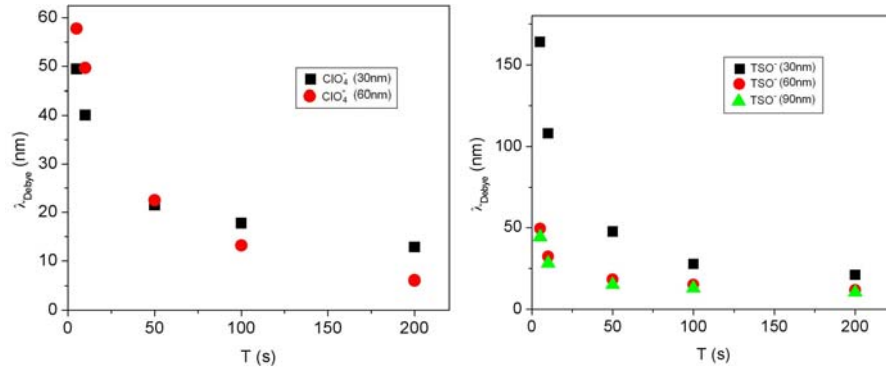 60
50
40
30
20
10
0
λDebye (nm)
ClO₄⁻ (30nm)
ClO₄⁻ (60nm)
0 50 100 150 200
T (s)
150
100
50
0
λDebye (nm)
TSO⁻ (30nm)
TSO⁻ (60nm)
TSO⁻ (90nm)
0 50 100 150 200
T (s)